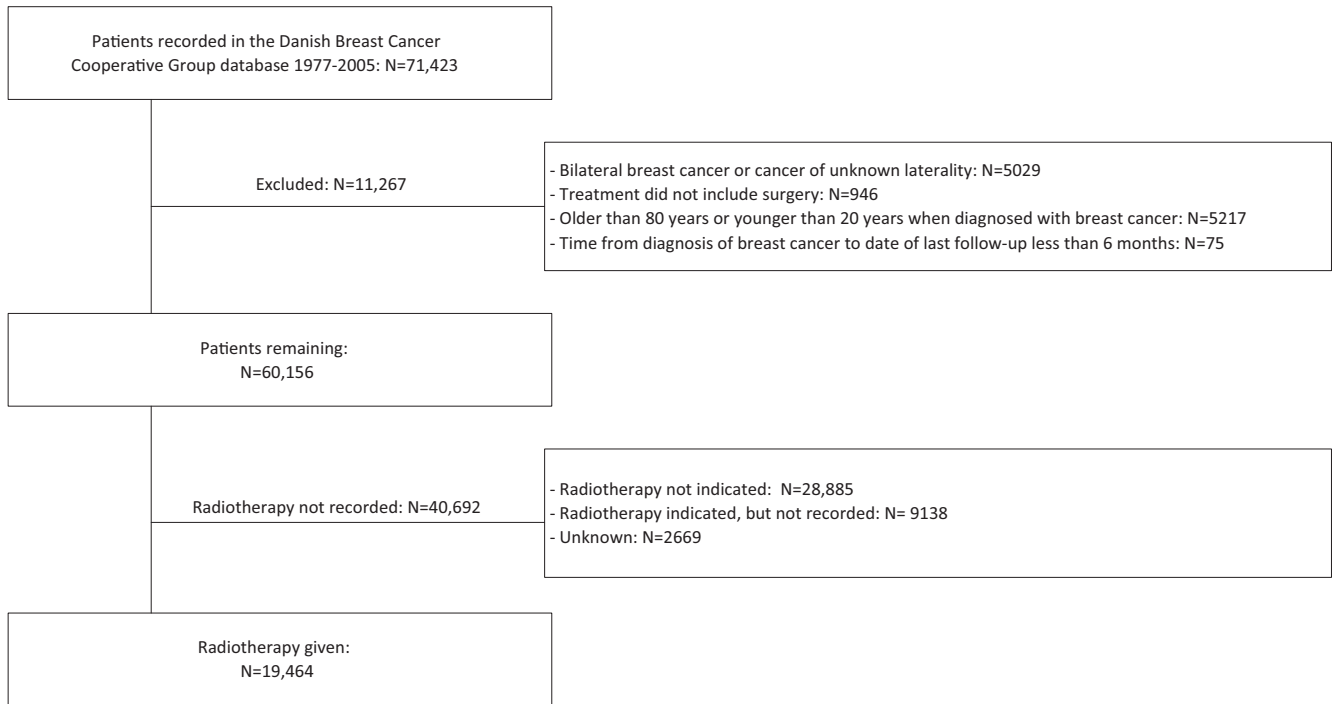 Patients recorded in the Danish Breast Cancer
Cooperative Group database 1977-2005: N=71,423
Excluded: N=11,267
- Bilateral breast cancer or cancer of unknown laterality: N=5029
- Treatment did not include surgery: N=946
- Older than 80 years or younger than 20 years when diagnosed with breast cancer: N=5217
- Time from diagnosis of breast cancer to date of last follow-up less than 6 months: N=75
Patients remaining:
N=60,156
Radiotherapy not recorded: N=40,692
- Radiotherapy not indicated:  N=28,885
- Radiotherapy indicated, but not recorded: N= 9138
- Unknown: N=2669
Radiotherapy given:
N=19,464